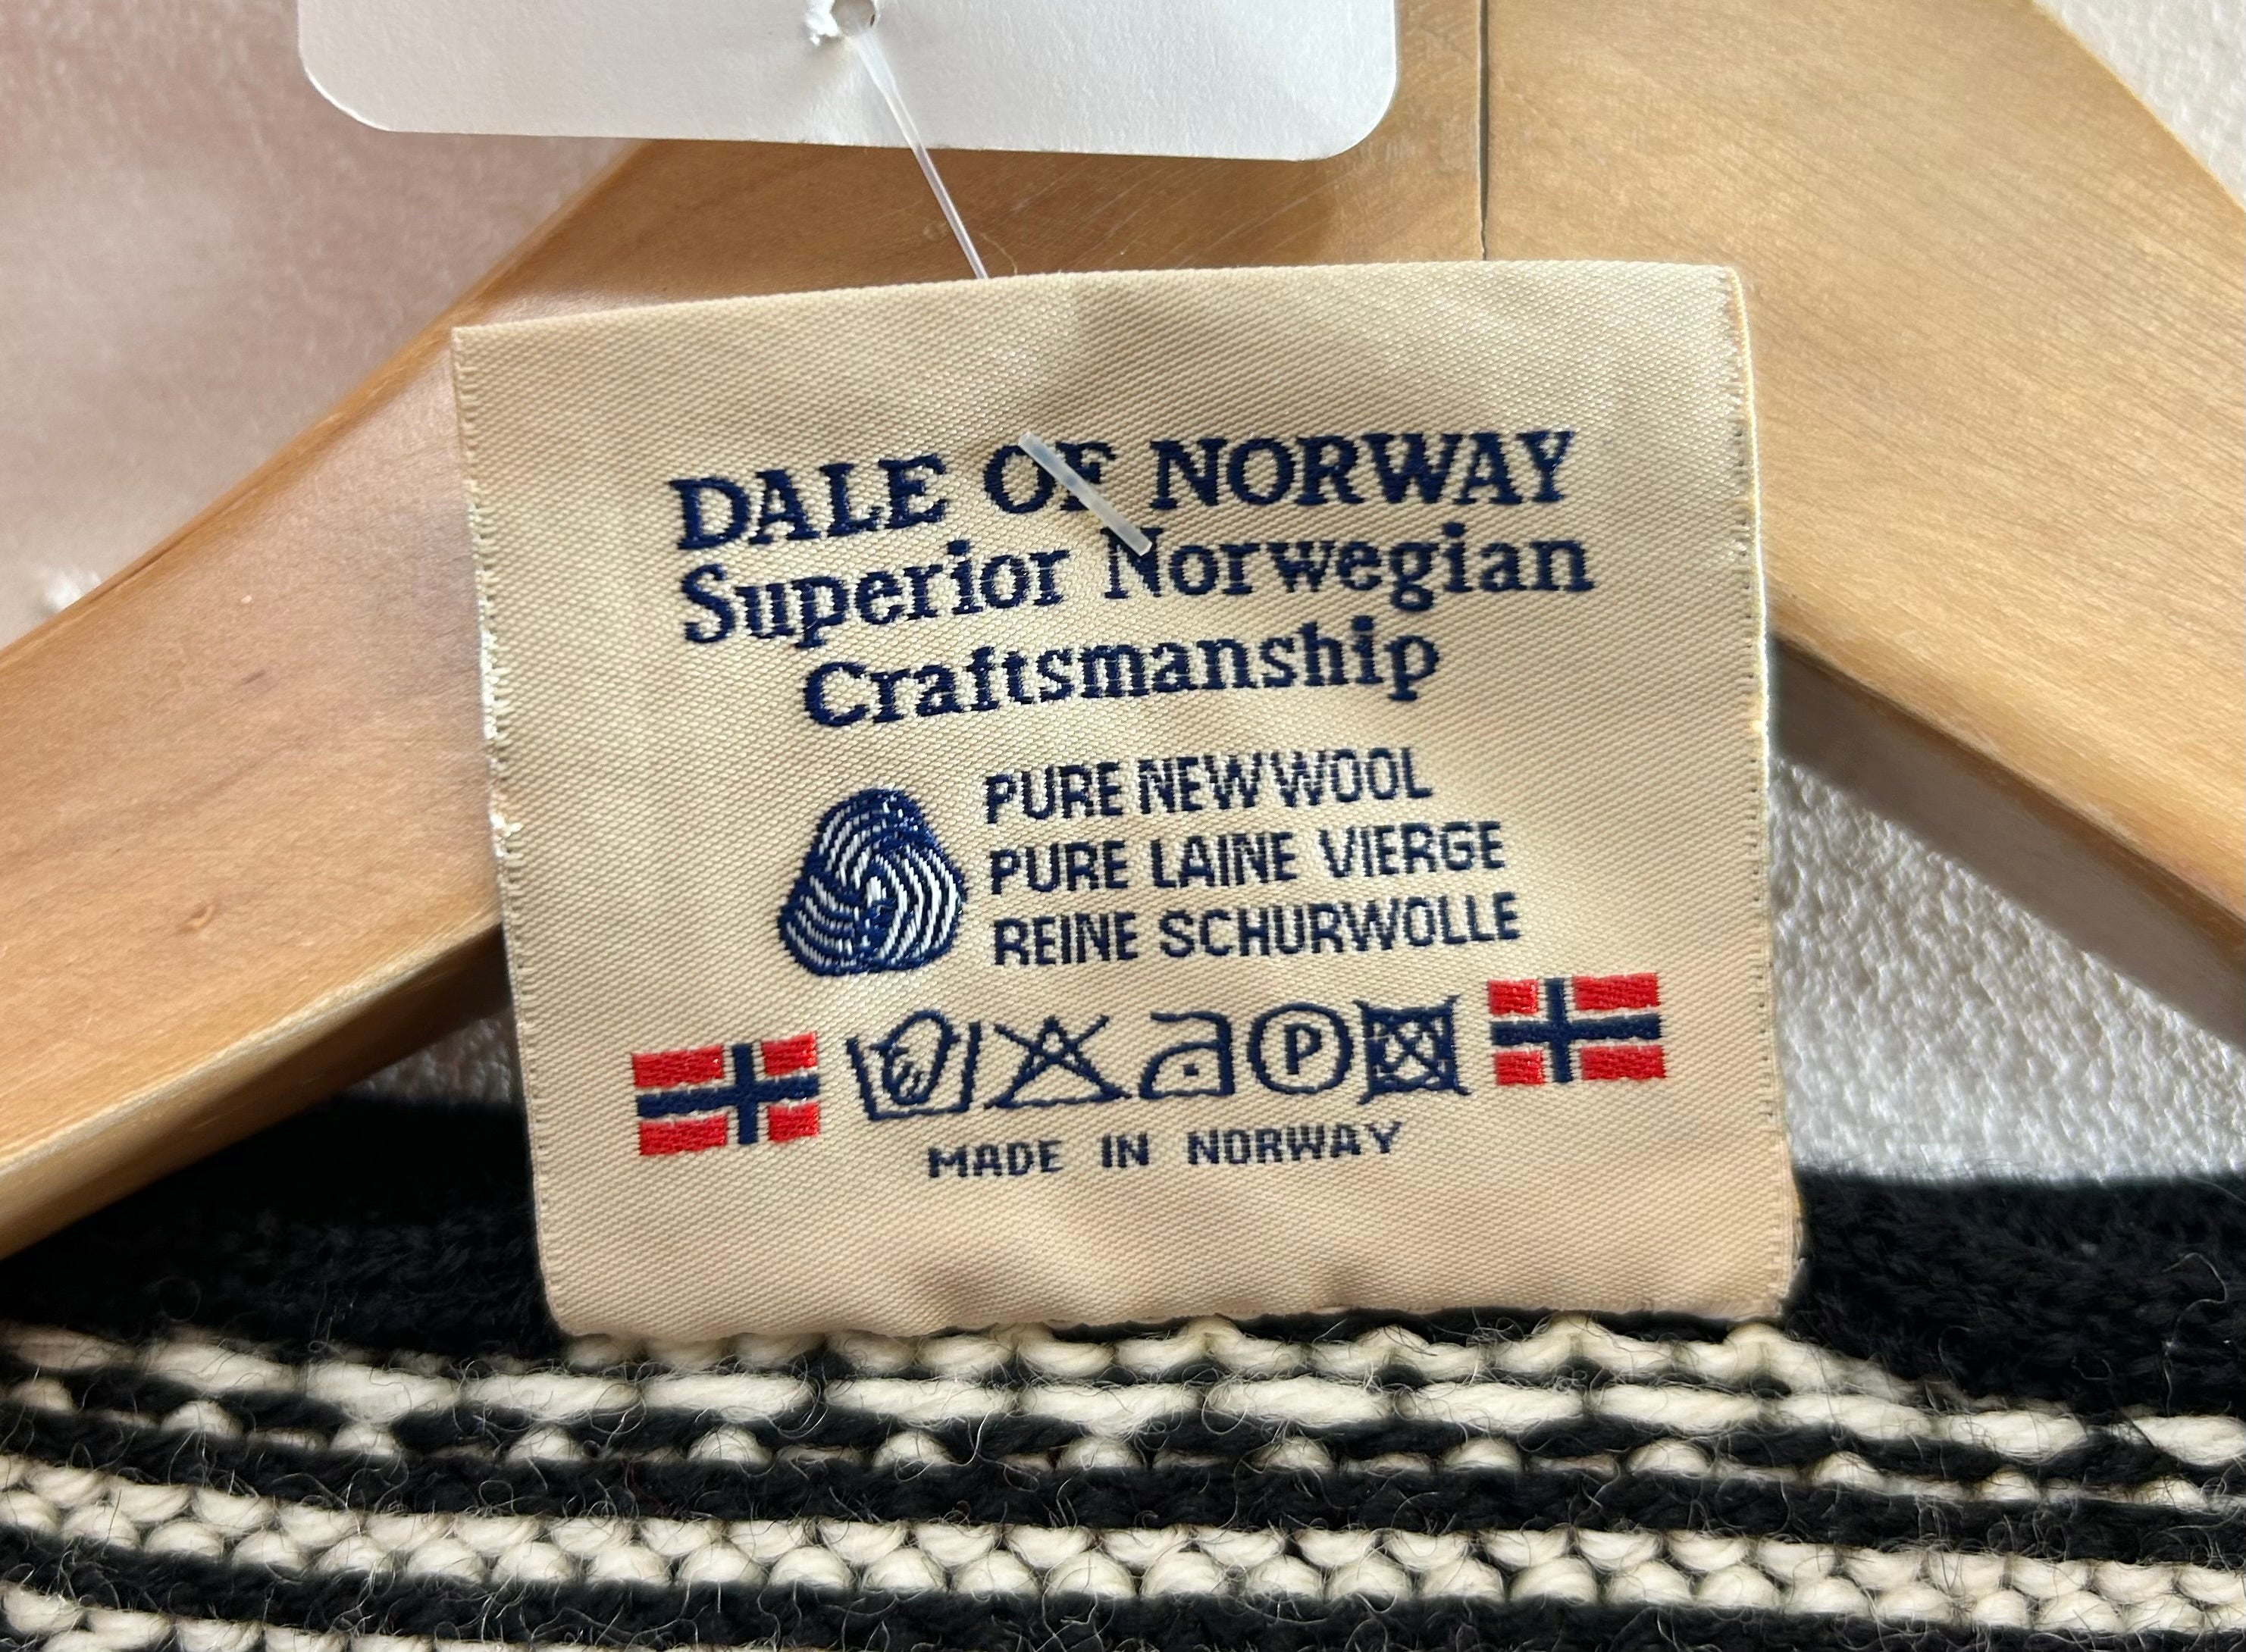 DALE OF NORWAY
Superior Norwegian
Craftsmanship
PURE NEW WOOL
PURE LAINE VIERGE
REINE SCHURWOLLE
P
MADE IN NORWAY